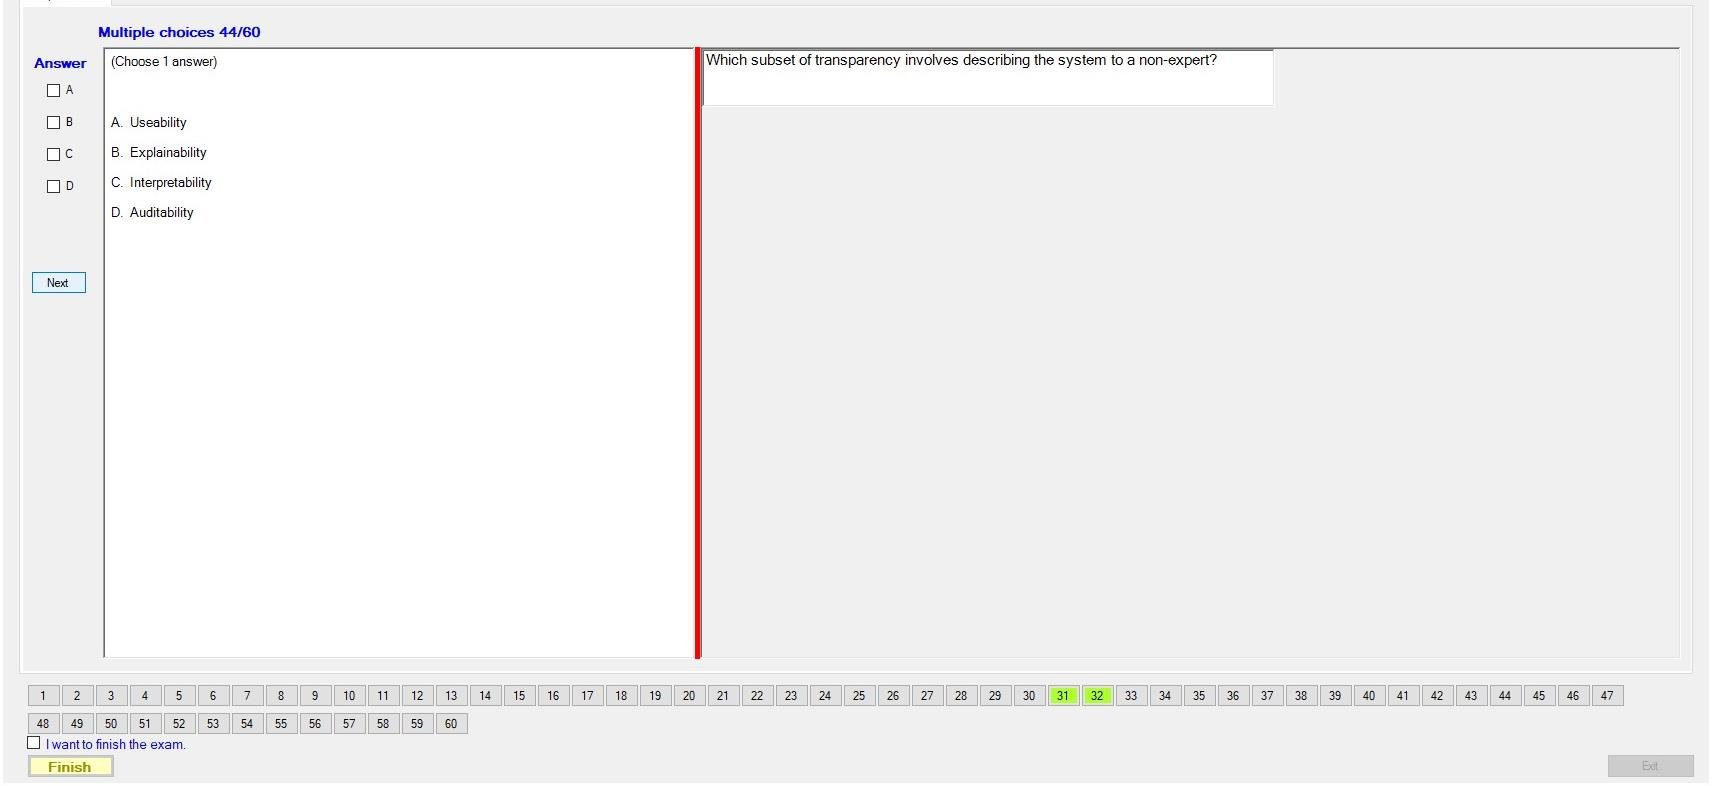 Multiple choices 44/60
Answer
(Choose 1 answer)
Which subset of transparency involves describing the system to a non-expert?
A
B
C
D
A. Useability
B. Explainability
C. Interpretability
D. Auditability
Next
1 2 3 4 5 6 7 8 9 10 11 12 13 14 15 16 17 18 19 20 21 22 23 24 25 26 27 28 29 30 31 32 33 34 35 36 37 38 39 40 41 42 43 44 45 46 47
48 49 50 51 52 53 54 55 56 57 58 59 60
I want to finish the exam.
Finish
Exit